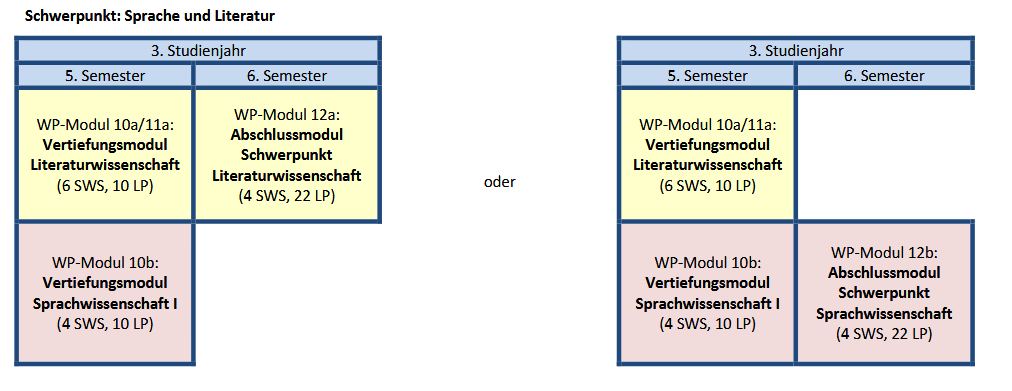 Schwerpunkt: Sprache und Literatur
3. Studienjahr
5. Semester
6. Semester
WP-Modul 10a/11a:
Vertiefungsmodul
Literaturwissenschaft
(6 SWS, 10 LP)
WP-Modul 12a:
Abschlussmodul
Schwerpunkt
Literaturwissenschaft
(4 SWS, 22 LP)
WP-Modul 10b:
Vertiefungsmodul
Sprachwissenschaft I
(4 SWS, 10 LP)
oder
3. Studienjahr
5. Semester
6. Semester
WP-Modul 10a/11a:
Vertiefungsmodul
Literaturwissenschaft
(6 SWS, 10 LP)
WP-Modul 10b:
Vertiefungsmodul
Sprachwissenschaft I
(4 SWS, 10 LP)
WP-Modul 12b:
Abschlussmodul
Schwerpunkt
Sprachwissenschaft
(4 SWS, 22 LP)